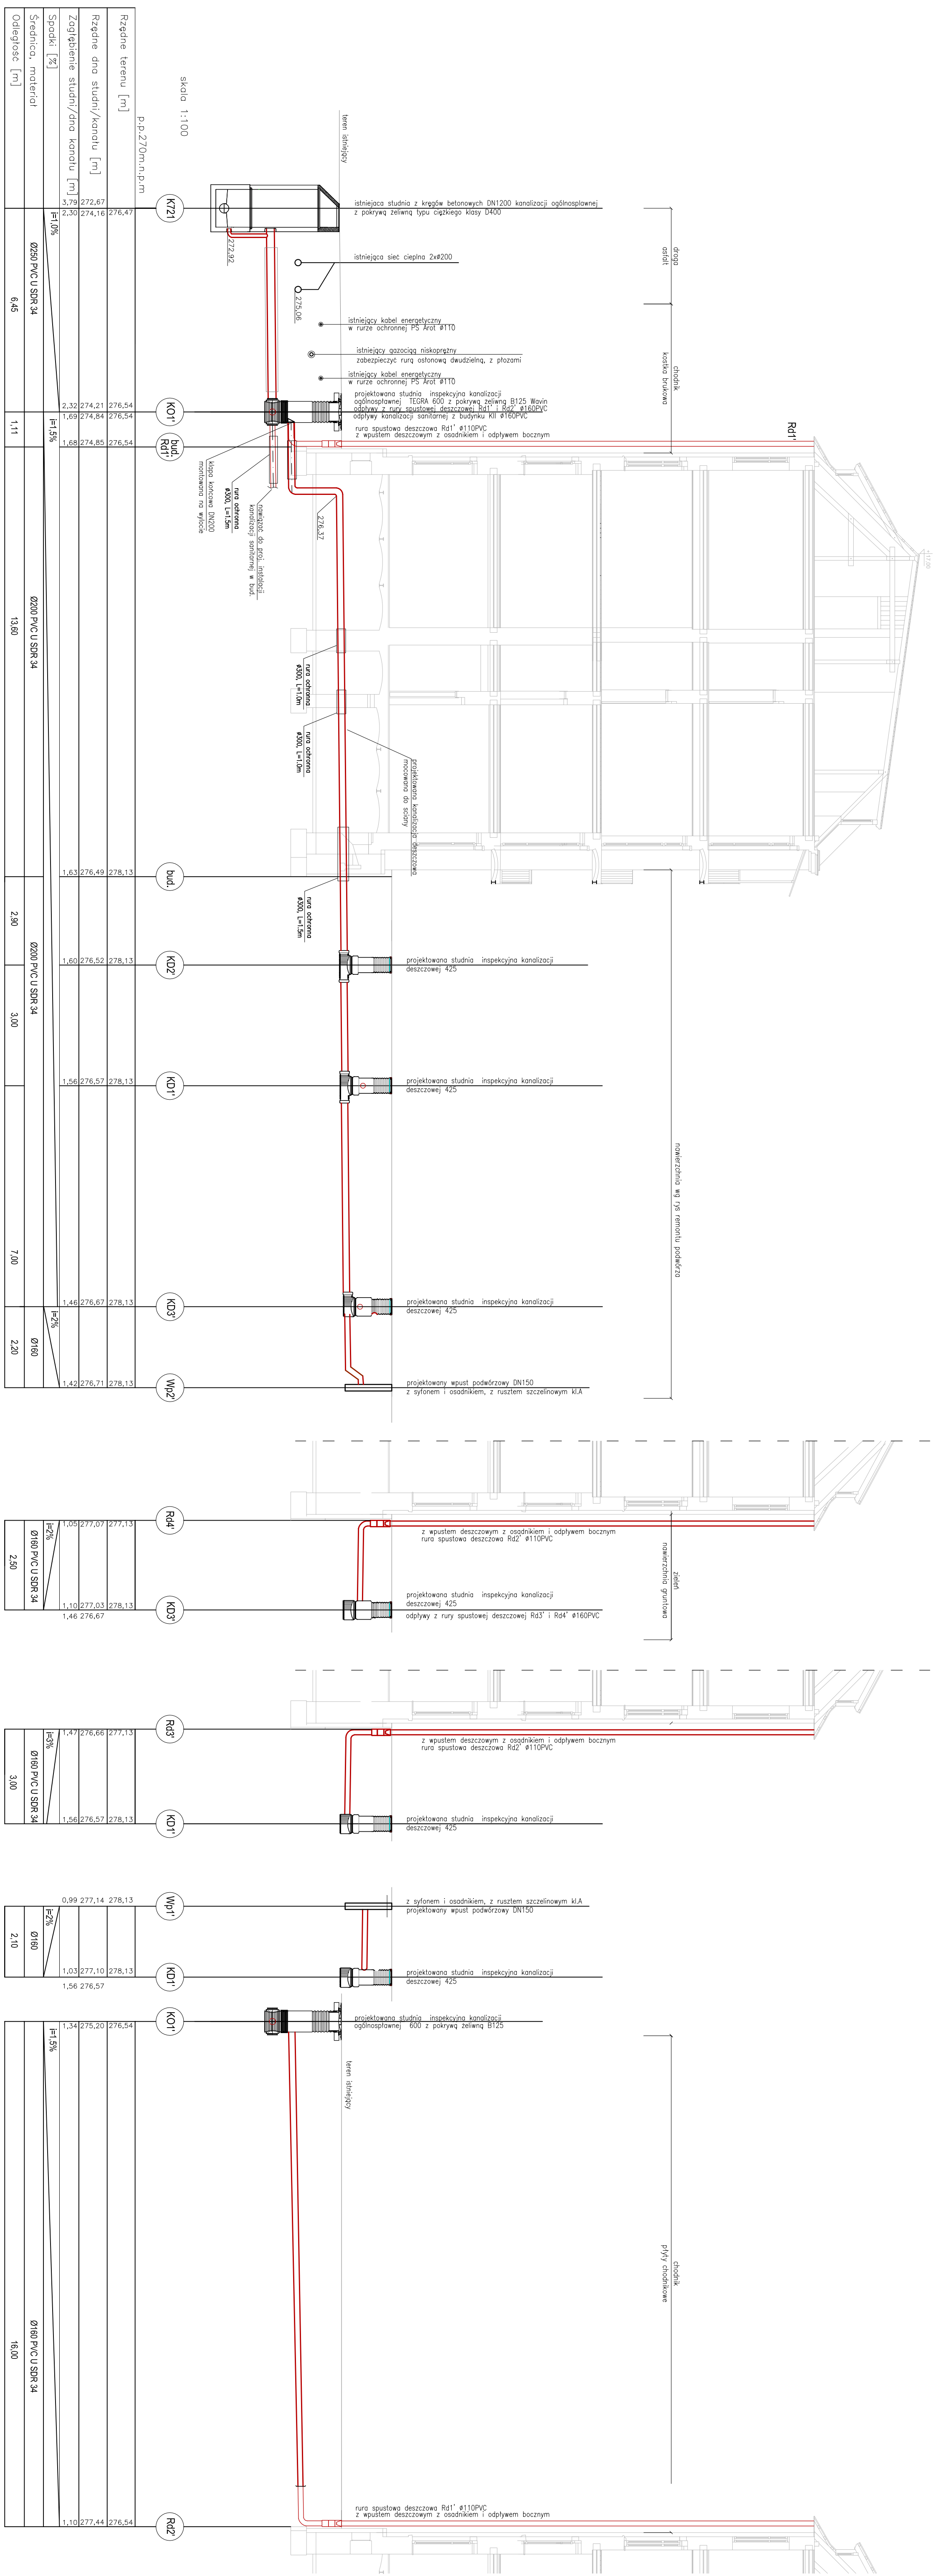 skala 1:100
p.p.270m.n.p.m
Rzędne terenu [m]
Rzędne dna studni/kanału [m]
Zagłębienie studni/dna kanału [m]
Spadki [%]
Średnica, materiał
Odległość [m]
teren istniejący
K721
istniejaca studnia z kręgów betonowych DN1200 kanalizacji ogólnospławnej
z pokrywą żeliwną typu ciężkiego klasy D400
272,92
istniejąca sieć cieplna 2xø200
275,06
istniejący kabel energetyczny
w rurze ochronnej PS Arot ø110
istniejący gazociąg niskoprężny
zabezpieczyć rurą osłonową dwudzielną, z płozami
istniejący kabel energetyczny
w rurze ochronnej PS Arot ø110
droga
asfalt
chodnik
kostka brukowa
KO1'
projektowana studnia inspekcyjna kanalizacji
ogólnospławnej TEGRA 600 z pokrywą żeliwną B125 Wavin
odpływy z rury spustowej deszczowej Rd1' i Rd2' ø160PVC
odpływy kanalizacji sanitarnej z budynku KII ø160PVC
rura spustowa deszczowa Rd1' ø110PVC
z wpustem deszczowym z osadnikiem i odpływem bocznym
Rd1'
bud.
Rd1'
klapa końcowa DN200
montowana na wylocie
rura ochronna
ø300, L=1.5m
nawiązać do proj. instalacji
kanalizacji sanitarnej w bud.
276,37
rura ochronna
ø300, L=1.0m
rura ochronna
ø300, L=1.0m
projektowana kanalizacja deszczowa
mocowana do ściany
rura ochronna
ø300, L=1.5m
bud.
KD2'
projektowana studnia inspekcyjna kanalizacji
deszczowej 425
KD1'
projektowana studnia inspekcyjna kanalizacji
deszczowej 425
nawierzchnia wg rys remontu podwórza
KD3'
projektowana studnia inspekcyjna kanalizacji
deszczowej 425
Wp2'
projektowany wpust podwórzowy DN150
z syfonem i osadnikiem, z rusztem szczelinowym kl.A
3,79 272,67
2,30 274,16 276,47
2,32 274,21 276,54
1,69 274,84 276,54
1,68 274,85 276,54
1,63 276,49 278,13
1,60 276,52 278,13
1,56 276,57 278,13
1,46 276,67 278,13
1,42 276,71 278,13
i=1,0%
i=1,5%
i=2%
Ø250 PVC U SDR 34
Ø200 PVC U SDR 34
Ø200 PVC U SDR 34
Ø160
6,45
1,11
13,60
2,90
3,00
7,00
2,20
Rd4'
z wpustem deszczowym z osadnikiem i odpływem bocznym
rura spustowa deszczowa Rd2' ø110PVC
zieleń
nawierzchnia gruntowa
KD3'
projektowana studnia inspekcyjna kanalizacji
deszczowej 425
odpływy z rury spustowej deszczowej Rd3' i Rd4' ø160PVC
1,05 277,07 277,13
1,10 277,03 278,13
1,46 276,67
i=2%
Ø160 PVC U SDR 34
2,50
Rd3'
z wpustem deszczowym z osadnikiem i odpływem bocznym
rura spustowa deszczowa Rd2' ø110PVC
KD1'
projektowana studnia inspekcyjna kanalizacji
deszczowej 425
1,47 276,66 277,13
1,56 276,57 278,13
i=3%
Ø160 PVC U SDR 34
3,00
Wp1'
z syfonem i osadnikiem, z rusztem szczelinowym kl.A
projektowany wpust podwórzowy DN150
KD1'
projektowana studnia inspekcyjna kanalizacji
deszczowej 425
0,99 277,14 278,13
1,03 277,10 278,13
1,56 276,57
i=2%
Ø160
2,10
KO1'
projektowana studnia inspekcyjna kanalizacji
ogólnospławnej 600 z pokrywą żeliwną B125
teren istniejący
chodnik
płyty chodnikowe
rura spustowa deszczowa Rd1' ø110PVC
z wpustem deszczowym z osadnikiem i odpływem bocznym
Rd2'
1,34 275,20 276,54
1,10 277,44 276,54
i=1,5%
Ø160 PVC U SDR 34
16,00